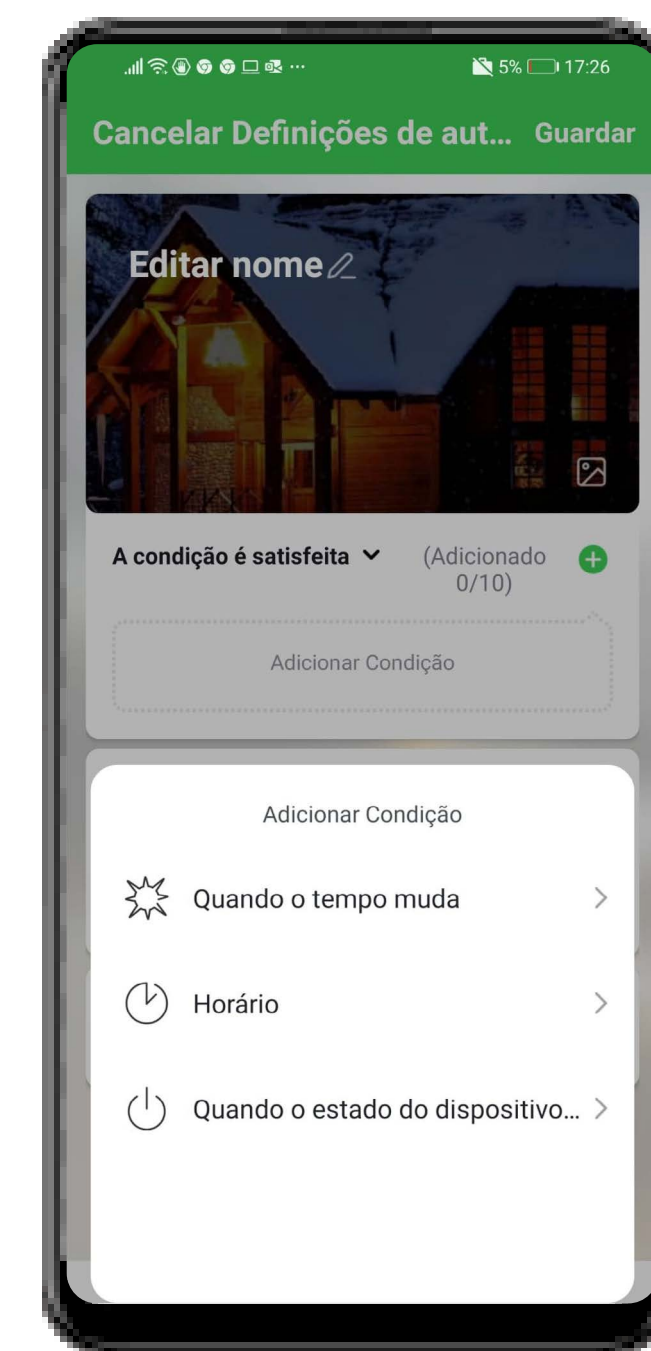 5% 17:26
Cancelar Definições de aut... Guardar
Editar nome
A condição é satisfeita (Adicionado
0/10)
Adicionar Condição
Adicionar Condição
Quando o tempo muda
Horário
Quando o estado do dispositivo...